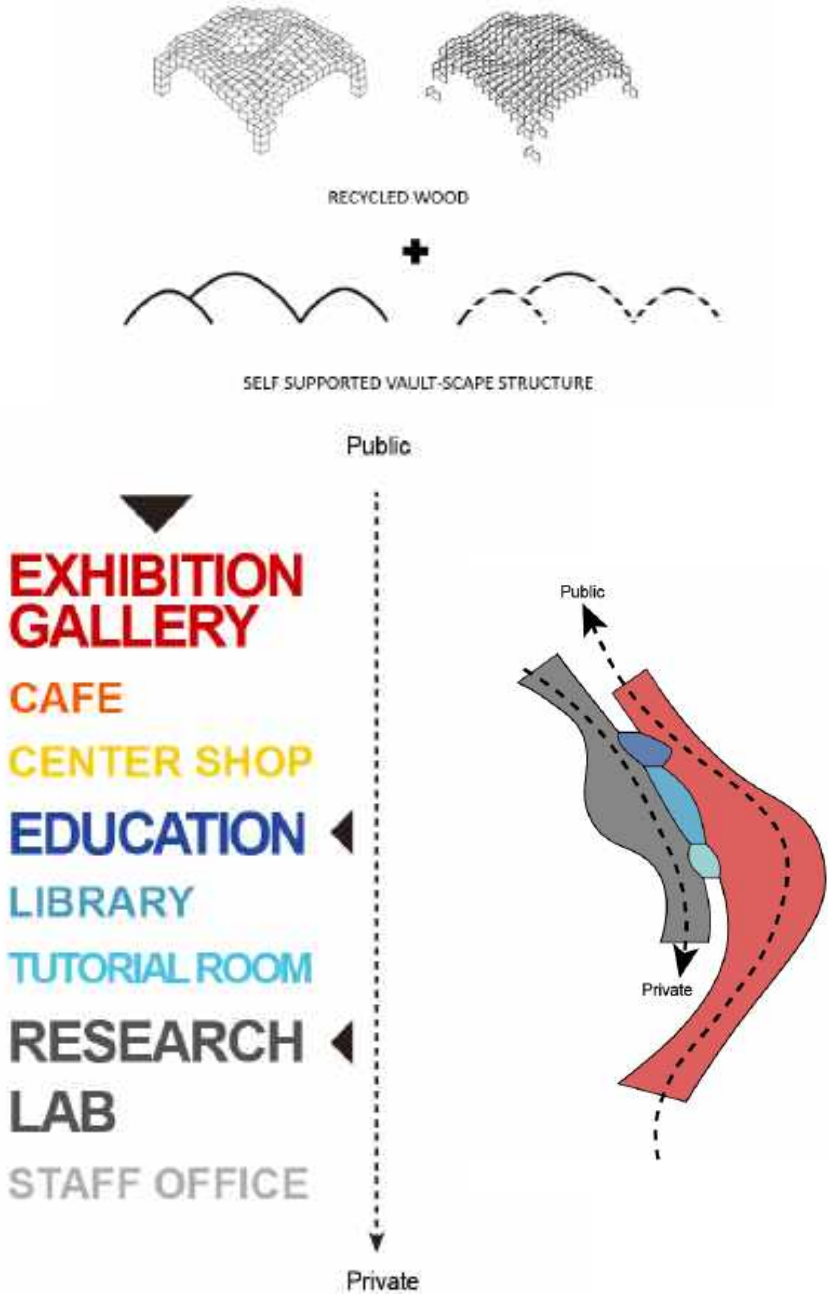 RECYCLED WOOD
SELF SUPPORTED VAULT-SCAPE STRUCTURE
Public
EXHIBITION
GALLERY
CAFE
CENTER SHOP
EDUCATION
LIBRARY
TUTORIAL ROOM
RESEARCH
LAB
STAFF OFFICE
Private
Public
Private